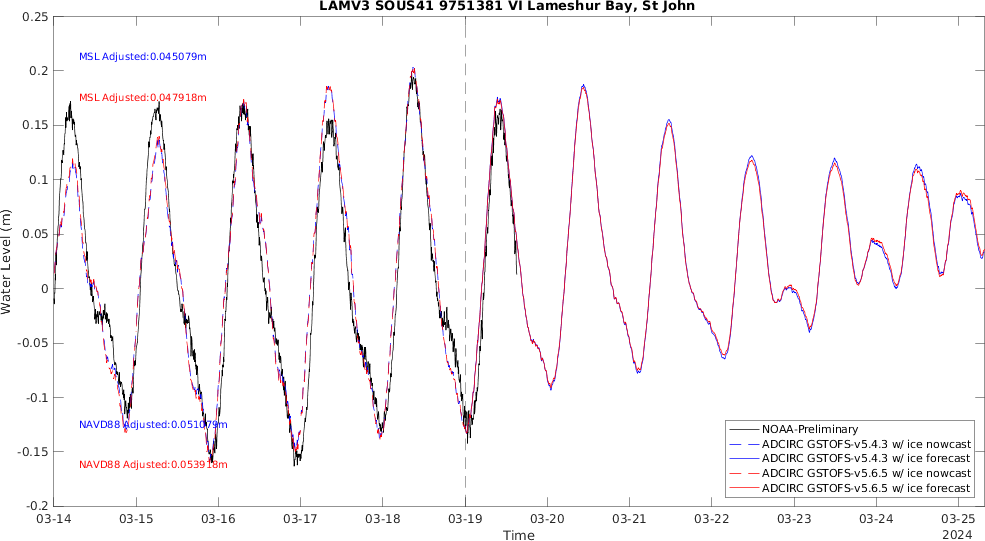 LAMV3 SOUS41 9751381 VI Lameshur Bay, St John
0.25
0.2
0.15
0.1
0.05
0
-0.05
-0.1
-0.15
-0.2
Water Level (m)
MSL Adjusted:0.045079m
MSL Adjusted:0.047918m
NAVD88 Adjusted:0.051079m
NAVD88 Adjusted:0.053918m
NOAA-Preliminary
ADCIRC GSTOFS-v5.4.3 w/ ice nowcast
ADCIRC GSTOFS-v5.4.3 w/ ice forecast
ADCIRC GSTOFS-v5.6.5 w/ ice nowcast
ADCIRC GSTOFS-v5.6.5 w/ ice forecast
03-14 03-15 03-16 03-17 03-18 03-19 03-20 03-21 03-22 03-23 03-24 03-25
Time
2024